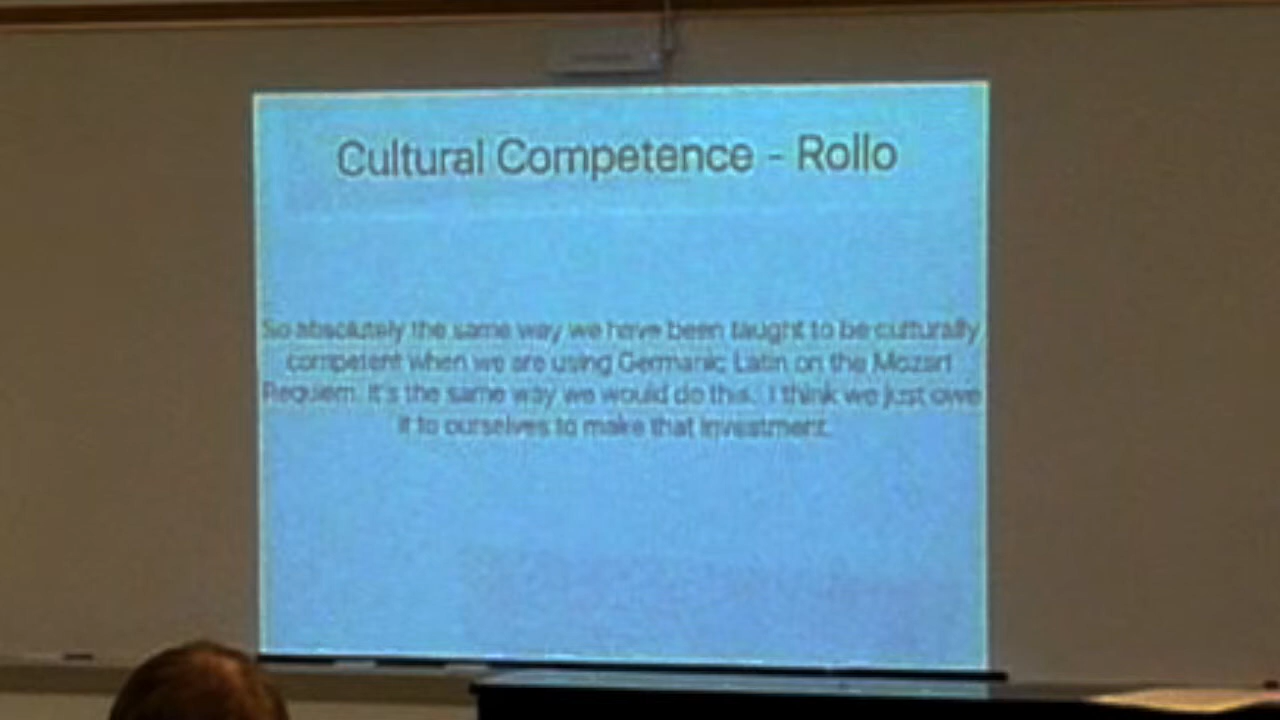 Cultural Competence - Rollo
So absolutely the same way we have been taught to be culturally
competent when we are using Germanic Latin on the Mozart
Requiem. It's the same way we would do this. I think we just owe
it to ourselves to make that investment.